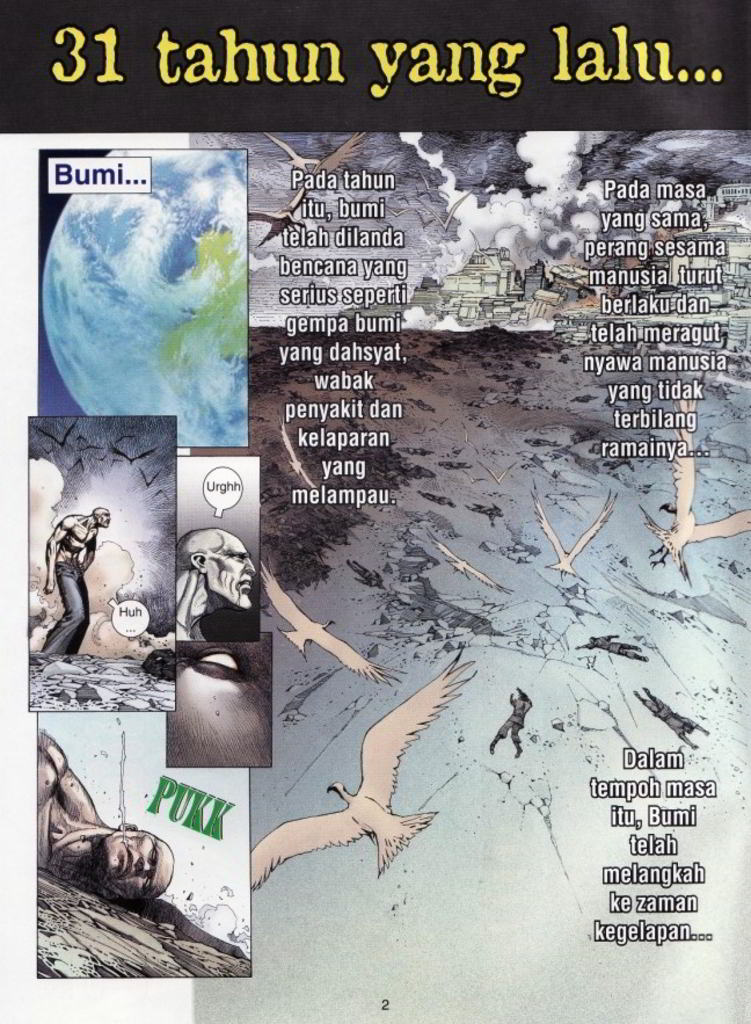 31 tahun yang lalu...
Bumi...
Pada tahun
itu, bumi
telah dilanda
bencana yang
serius seperti
gempa bumi
yang dahsyat,
wabak
penyakit dan
kelaparan
yang
melampau.
Pada masa
yang sama,
perang sesama
manusia turut
berlaku dan
telah meragut
nyawa manusia
yang tidak
terbilang
ramainya...
Huh
...
Urghh
PUKK
Dalam
tempoh masa
itu, Bumi
telah
melangkah
ke zaman
kegelapan...
2